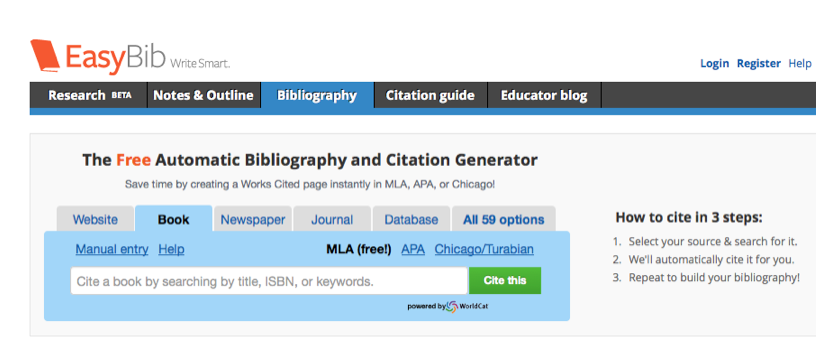 EasyBib WriteSmart.
Login Register Help
Research BETA Notes & Outline Bibliography Citation guide Educator blog
The Free Automatic Bibliography and Citation Generator
Save time by creating a Works Cited page instantly in MLA, APA, or Chicago!
Website Book Newspaper Journal Database All 59 options
Manual entry Help MLA (free!) APA Chicago/Turabian
Cite a book by searching by title, ISBN, or keywords. Cite this
powered by WorldCat
How to cite in 3 steps:
1. Select your source & search for it.
2. We'll automatically cite it for you.
3. Repeat to build your bibliography!